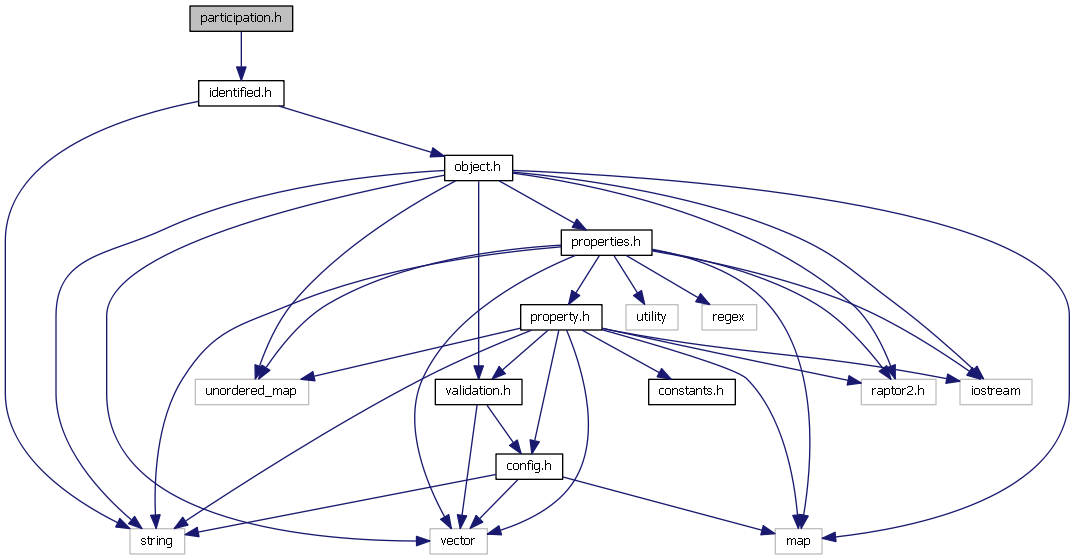 participation.h
identified.h
object.h
properties.h
property.h
utility
regex
unordered_map
validation.h
constants.h
raptor2.h
iostream
config.h
string
vector
map